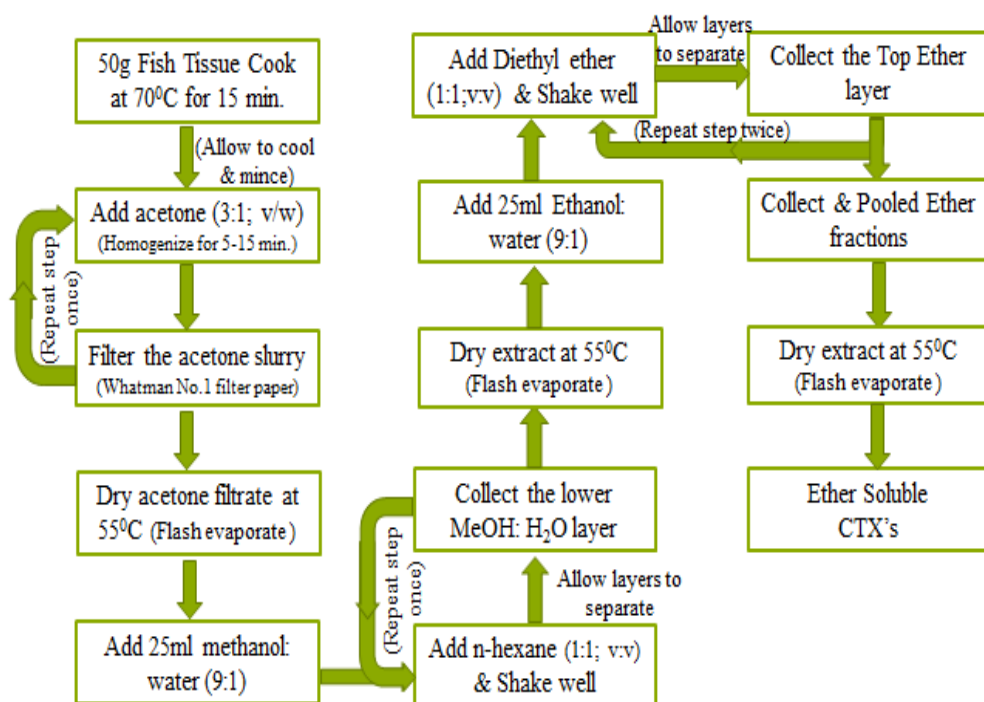 50g Fish Tissue Cook
at 70⁰C for 15 min.
(Allow to cool
& mince)
Add acetone (3:1; v/w)
(Homogenize for 5-15 min.)
(Repeat step
once)
Filter the acetone slurry
(Whatman No.1 filter paper)
Dry acetone filtrate at
55⁰C (Flash evaporate)
Add 25ml methanol:
water (9:1)
Add n-hexane (1:1; v:v)
& Shake well
Allow layers to
separate
(Repeat step
once)
Collect the lower
MeOH: H₂O layer
Dry extract at 55⁰C
(Flash evaporate)
Add 25ml Ethanol:
water (9:1)
Add Diethyl ether
(1:1;v:v) & Shake well
Allow layers
to separate
Collect the Top Ether
layer
(Repeat step twice)
Collect & Pooled Ether
fractions
Dry extract at 55⁰C
(Flash evaporate)
Ether Soluble
CTX's